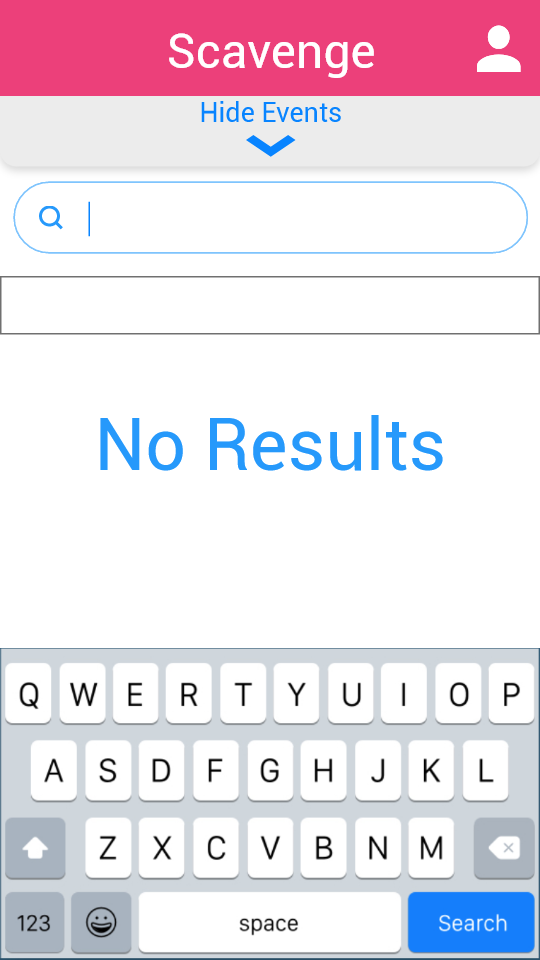 Scavenge
Hide Events
No Results
Q W E R T Y U I O P
A S D F G H J K L
Z X C V B N M
123 space Search